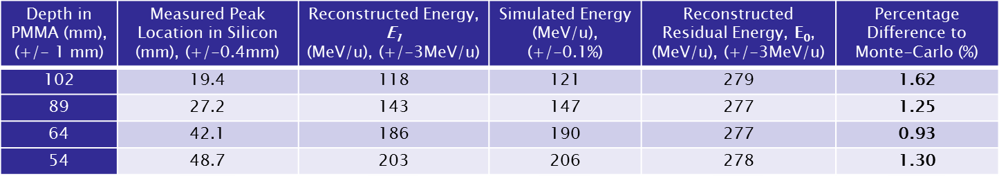 Depth in PMMA (mm), (+/- 1 mm) Measured Peak Location in Silicon (mm), (+/-0.4mm) Reconstructed Energy, E1 (MeV/u), (+/-3MeV/u) Simulated Energy (MeV/u), (+/-0.1%) Reconstructed Residual Energy, E0, (MeV/u), (+/-3MeV/u) Percentage Difference to Monte-Carlo (%)
102 19.4 118 121 279 1.62
89 27.2 143 147 277 1.25
64 42.1 186 190 277 0.93
54 48.7 203 206 278 1.30